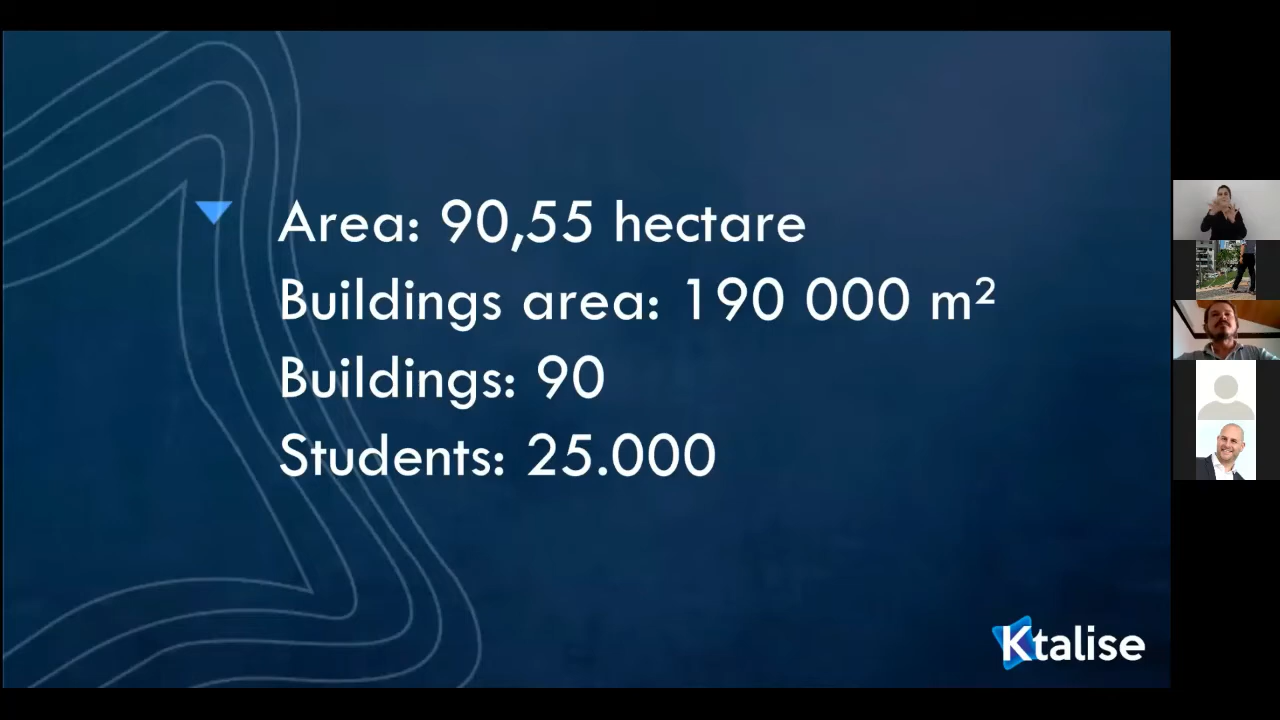 Area: 90,55 hectare
Buildings area: 190 000 m²
Buildings: 90
Students: 25.000
Ktalise